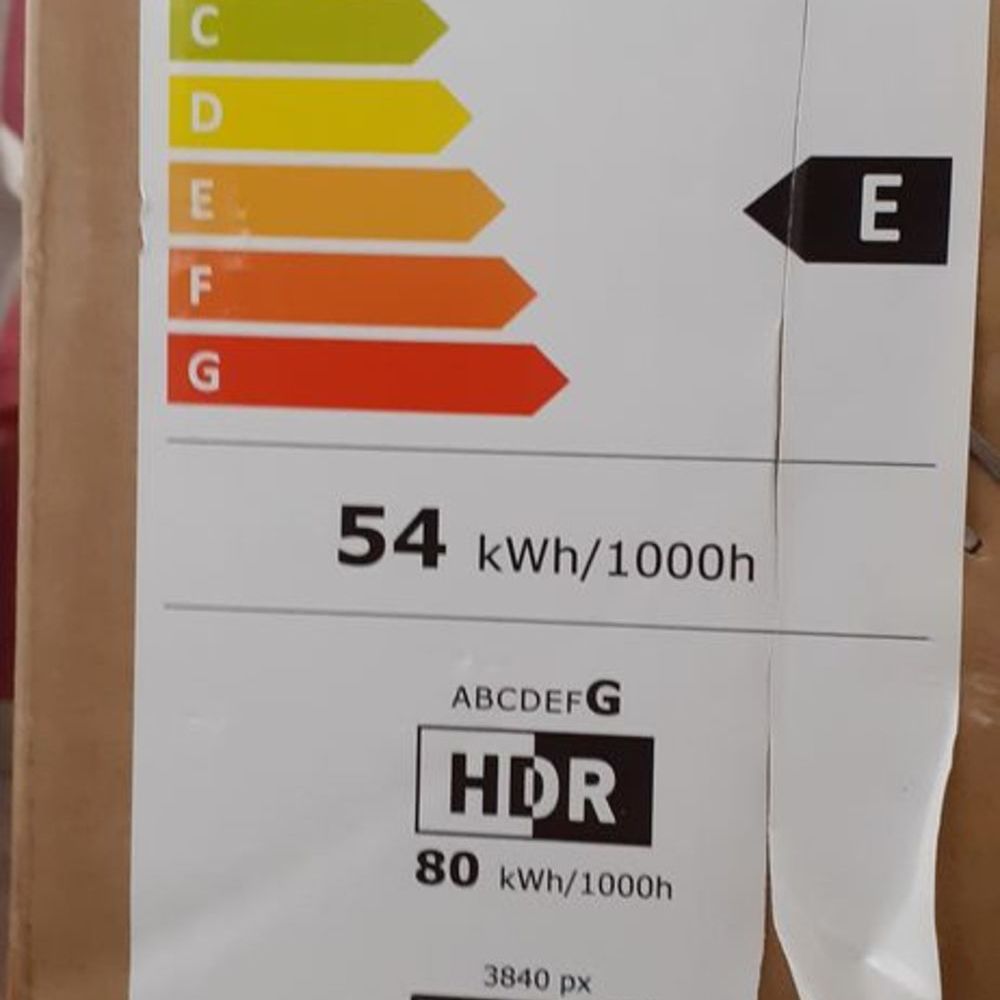 C
D
E
E
F
G
54 kWh/1000h
ABCDEFG
HDR
80 kWh/1000h
3840 px